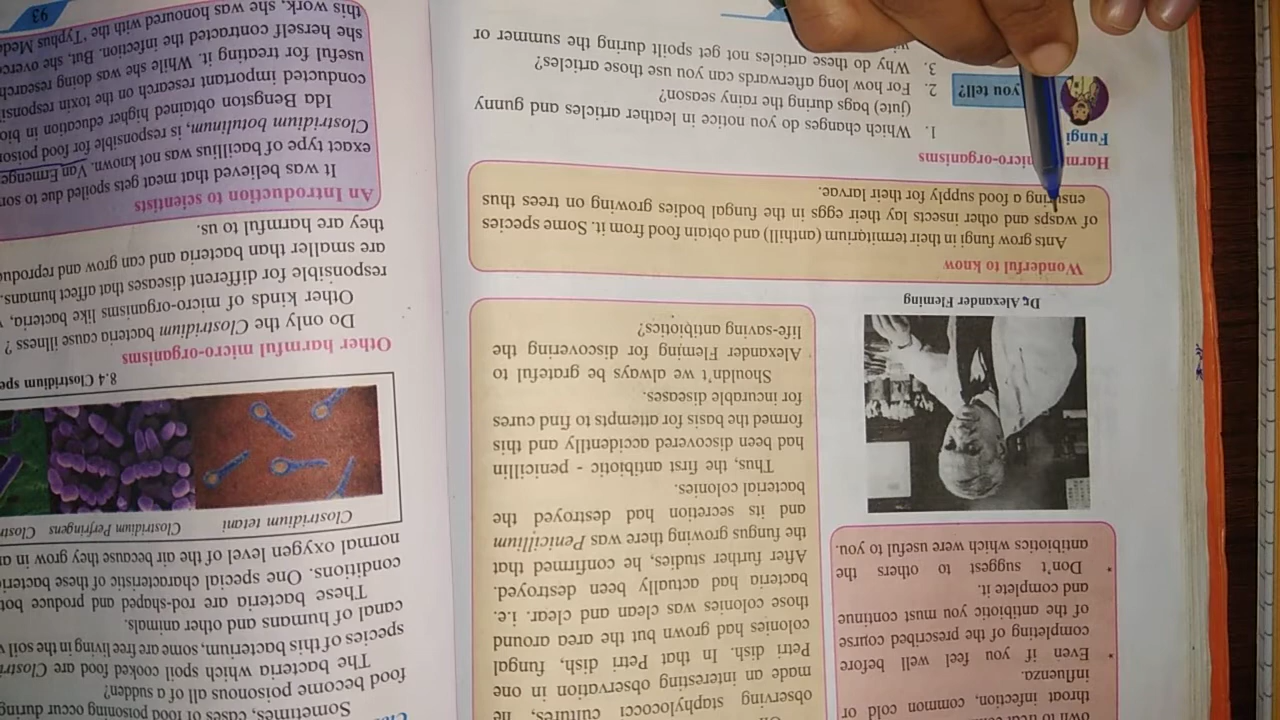 throat infection, common cold or
influenza.
Even if you feel well before
completing of the prescribed course
of the antibiotic you must continue
and complete it.
Don't suggest to others the
antibiotics which were useful to you.
Dr. Alexander Fleming
observing staphylococci cultures, he
made an interesting observation in one
Petri dish. In that Petri dish, fungal
colonies had grown but the area around
those colonies was clean and clear. i.e.
bacteria had actually been destroyed.
After further studies, he confirmed that
the fungus growing there was Penicillium
and its secretion had destroyed the
bacterial colonies.
Thus, the first antibiotic - penicillin
had been discovered accidently and this
formed the basis for attempts to find cures
for incurable diseases.
Shouldn't we always be grateful to
Alexander Fleming for discovering the
life-saving antibiotics?
Wonderful to know
Ants grow fungi in their termitarium (anthill) and obtain food from it. Some species
of wasps and other insects lay their eggs in the fungal bodies growing on trees thus
ensuring a food supply for their larvae.
micro-organisms
Fungi
you tell?
1. Which changes do you notice in leather articles and gunny
(jute) bags during the rainy season?
2. For how long afterwards can you use those articles?
3. Why do these articles not get spoilt during the summer or
Sometimes, cases of food poisoning occur during
food become poisonous all of a sudden?
The bacteria which spoil cooked food are
species of this bacterium, some are free living in the soil
canal of humans and other animals.
These bacteria are rod-shaped and produce
conditions. One special characteristic of these
normal oxygen level of the air because they grow in
Clostridium tetani Clostridium Perfringens
8.4 Clostridium
Other harmful micro-organisms
Do only the Clostridium bacteria cause illness ?
Other kinds of micro-organisms like bacteria,
responsible for different diseases that affect humans.
are smaller than bacteria and can grow and
they are harmful to us.
An Introduction to scientists
It was believed that meat gets spoiled due to
exact type of bacillus was not known. Van
Clostridium botulinum, is responsible for food
Ida Bengston obtained higher education in
conducted important research on the toxin
useful for treating it. While she was doing research
she herself contracted the infection. But, she
this work, she was honoured with the 'Typhus
93